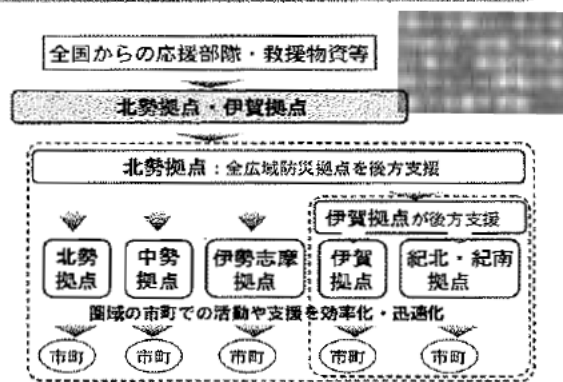 全国からの応援部隊・救援物資等
北勢拠点・伊賀拠点
北勢拠点：全広域防災拠点を後方支援
伊賀拠点が後方支援
北勢
拠点
中勢
拠点
伊勢志摩
拠点
伊賀
拠点
紀北・紀南
拠点
圏域の市町での活動や支援を効率化・迅速化
市町
市町
市町
市町
市町